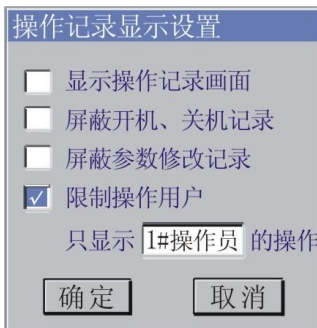 操作记录显示设置
显示操作记录画面
屏蔽开机、关机记录
屏蔽参数修改记录
限制操作用户
只显示 1#操作员 的操作
确定 取消